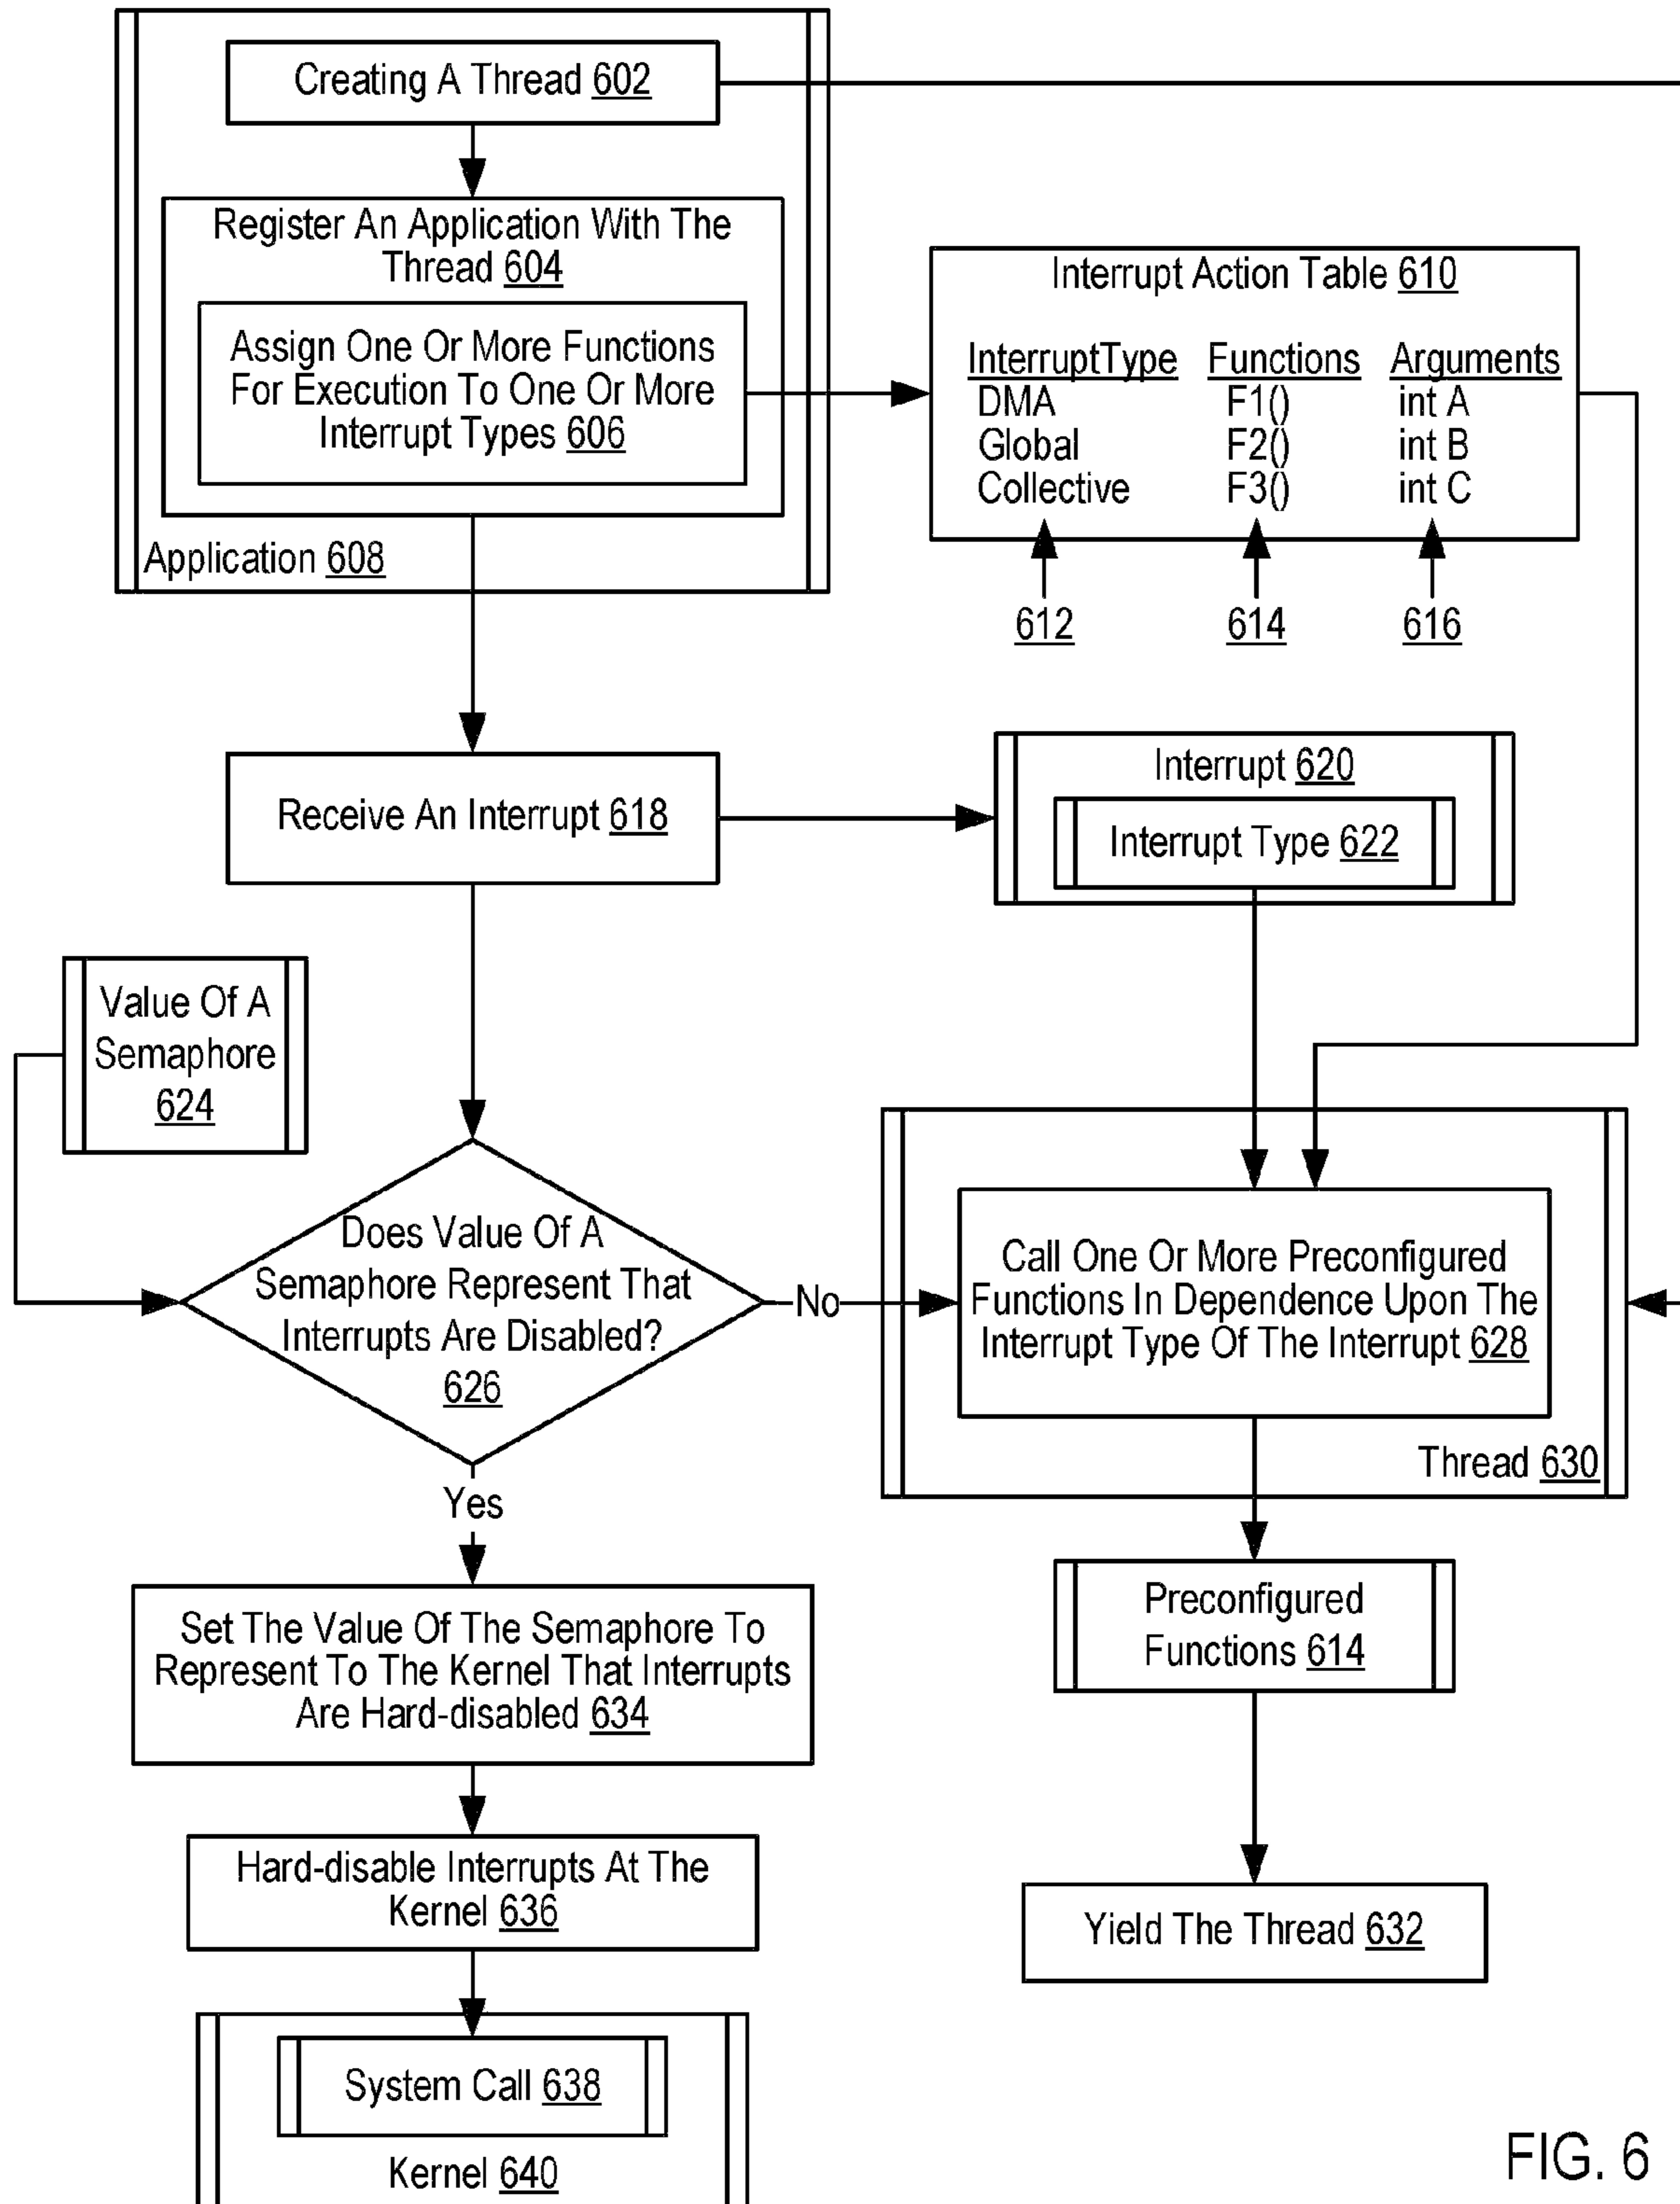 Creating A Thread 602
Register An Application With The
Thread 604
Assign One Or More Functions
For Execution To One Or More
Interrupt Types 606
Application 608
Interrupt Action Table 610
InterruptType Functions Arguments
DMA F1() int A
Global F2() int B
Collective F3() int C
612 614 616
Receive An Interrupt 618
Interrupt 620
Interrupt Type 622
Value Of A
Semaphore
624
Does Value Of A
Semaphore Represent That
Interrupts Are Disabled?
626
No
Yes
Call One Or More Preconfigured
Functions In Dependence Upon The
Interrupt Type Of The Interrupt 628
Thread 630
Preconfigured
Functions 614
Yield The Thread 632
Set The Value Of The Semaphore To
Represent To The Kernel That Interrupts
Are Hard-disabled 634
Hard-disable Interrupts At The
Kernel 636
System Call 638
Kernel 640
FIG. 6